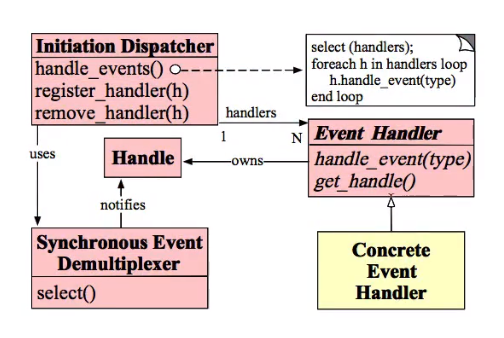 Initiation Dispatcher
handle_events()
register_handler(h)
remove_handler(h)
select (handlers);
foreach h in handlers loop
h.handle_event(type)
end loop
handlers
1
N
Event Handler
handle_event(type)
get_handle()
uses
Handle
owns
notifies
Synchronous Event
Demultiplexer
select()
Concrete
Event
Handler